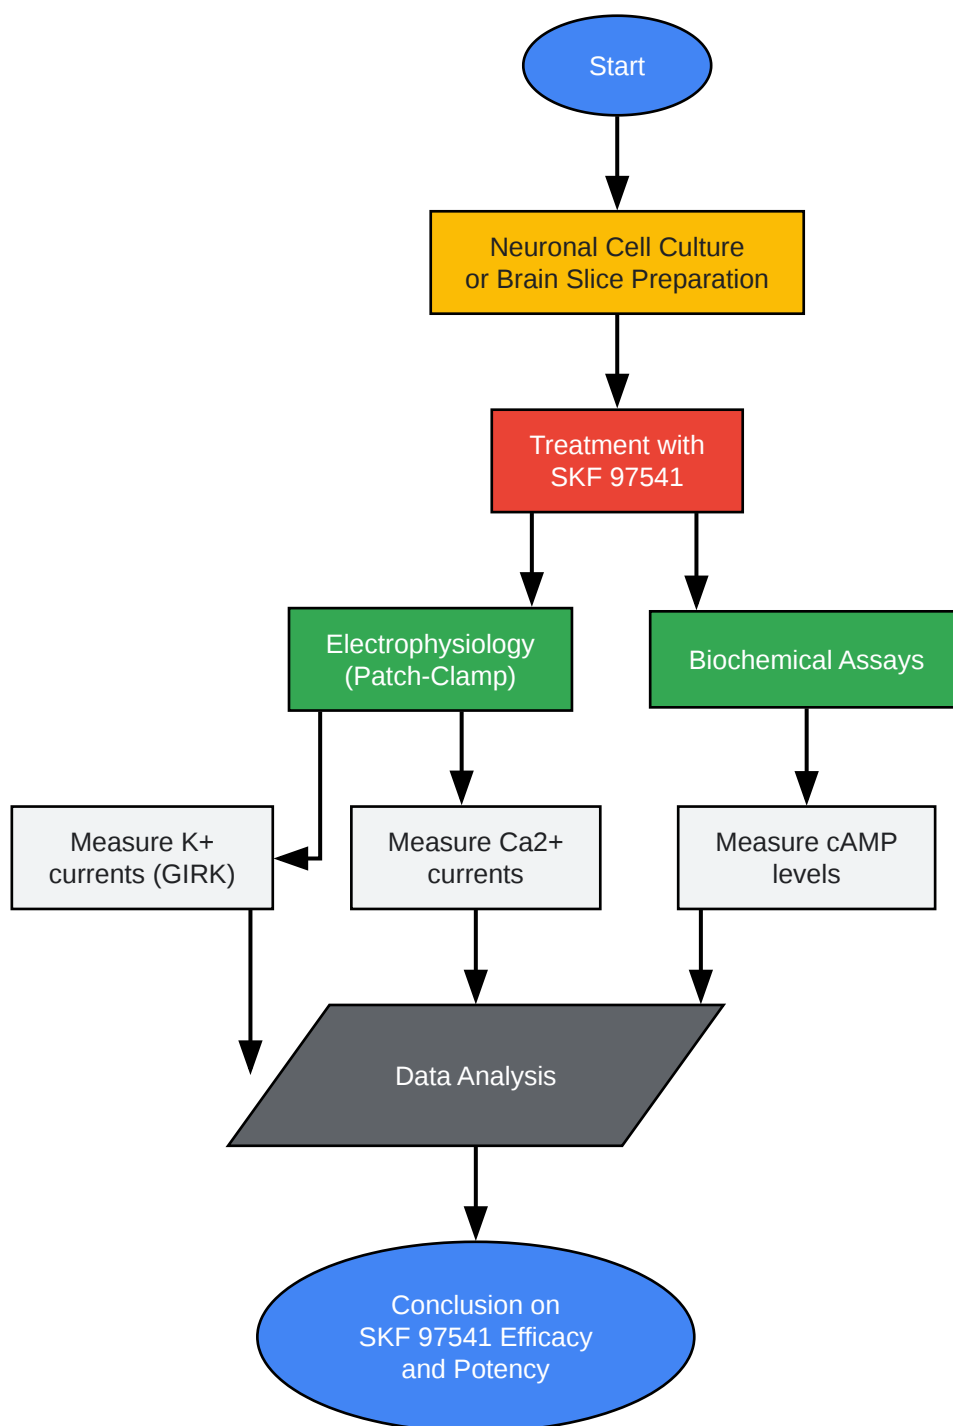 Start
Neuronal Cell Culture
or Brain Slice Preparation
Treatment with
SKF 97541
Electrophysiology
(Patch-Clamp)
Biochemical Assays
Measure K+
currents (GIRK)
Measure Ca2+
currents
Measure cAMP
levels
Data Analysis
Conclusion on
SKF 97541 Efficacy
and Potency